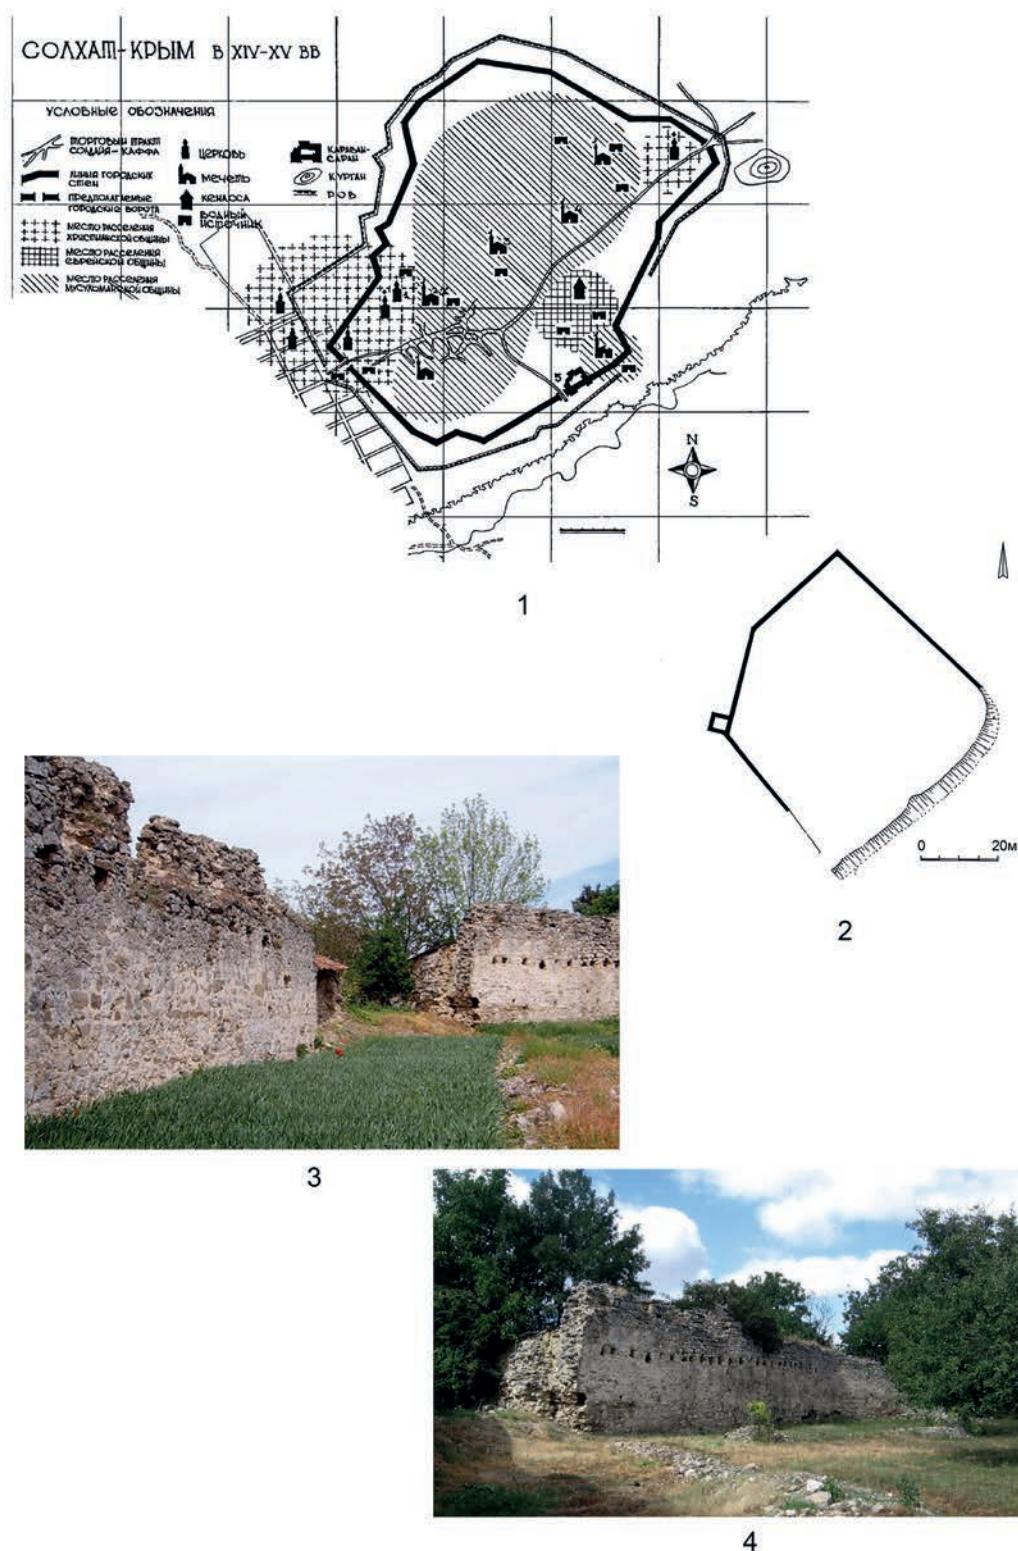 СОЛХАТ-КРЫМ В XIV-XV ВВ
УСЛОВНЫЕ ОБОЗНАЧЕНИЯ
ТОРГОВЫЙ ТРАКТ
СОЛДАЙЯ-КАФФА
ЛИНИЯ ГОРОДСКИХ
СТЕН
ПРЕДПОЛАГАЕМЫЕ
ГОРОДСКИЕ ВОРОТА
МЕСТО РАССЕЛЕНИЯ
ХРИСТИАНСКОЙ ОБЩИНЫ
МЕСТО РАССЕЛЕНИЯ
ЕВРЕЙСКОЙ ОБЩИНЫ
МЕСТО РАССЕЛЕНИЯ
МУСУЛЬМАНСКОЙ ОБЩИНЫ
ЦЕРКОВЬ
МЕЧЕТЬ
КЕНАССА
ВОДНЫЙ
ИСТОЧНИК
КАРАВАН-
САРАЙ
КУРГАН
РОВ
5
N
S
1
0 20м
2
3
4